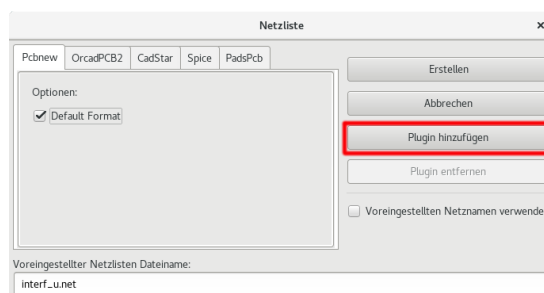 Netzliste
Pcbnew OrcadPCB2 CadStar Spice PadsPcb
Optionen:
Default Format
Erstellen
Abbrechen
Plugin hinzufügen
Plugin entfernen
Voreingestellten Netznamen verwende
Voreingestellter Netzlisten Dateiname:
interf_u.net